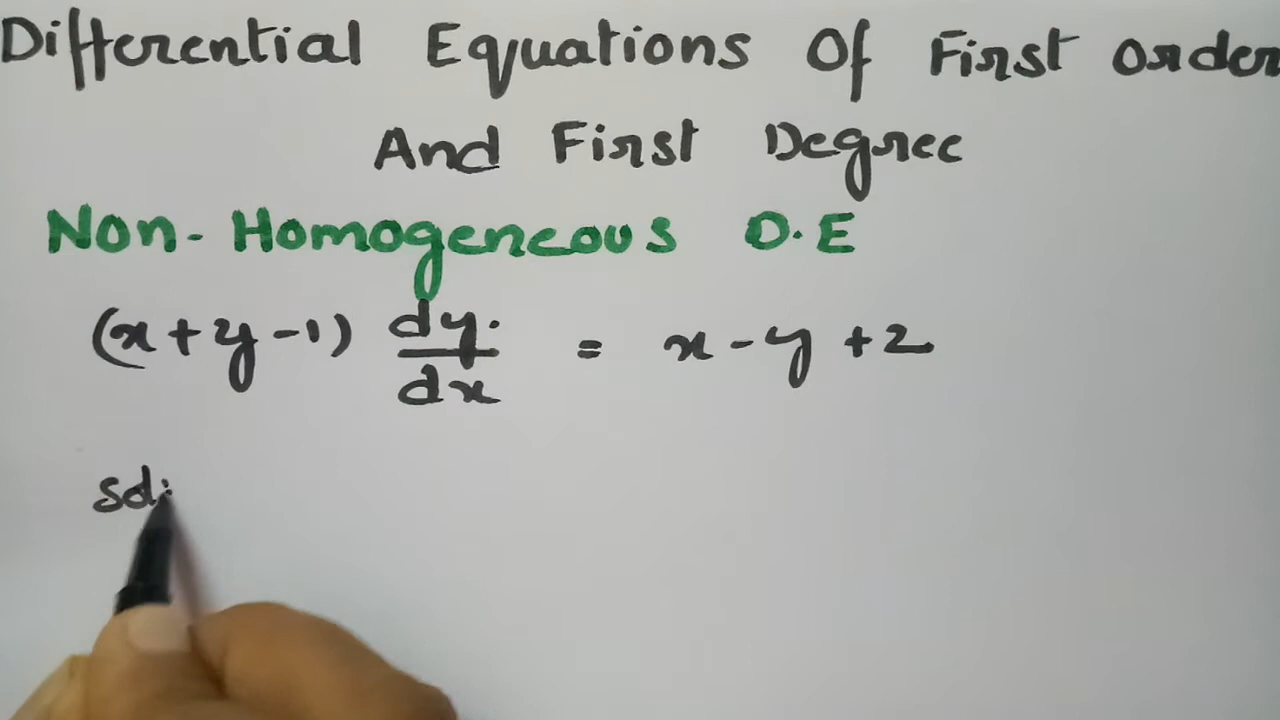 Differential Equations Of First Order
And First Degree
Non-Homogeneous D.E
(x+y-1) dy/dx = x-y+2
Sol: